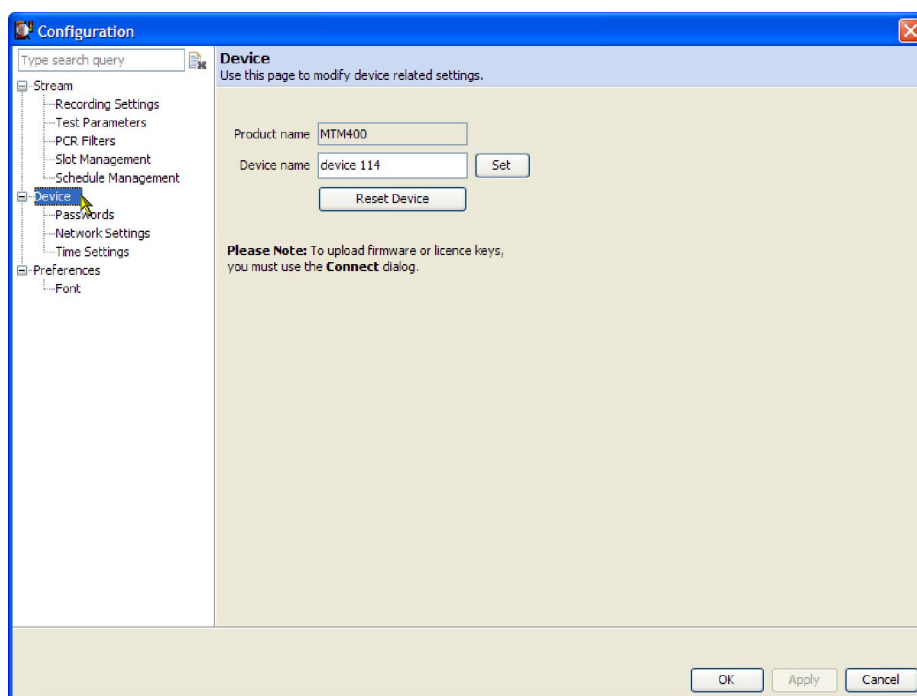 Configuration
Type search query
Stream
Recording Settings
Test Parameters
PCR Filters
Slot Management
Schedule Management
Device
Passwords
Network Settings
Time Settings
Preferences
Font
Device
Use this page to modify device related settings.
Product name MTM400
Device name device 114 Set
Reset Device
Please Note: To upload firmware or licence keys,
you must use the Connect dialog.
OK Apply Cancel